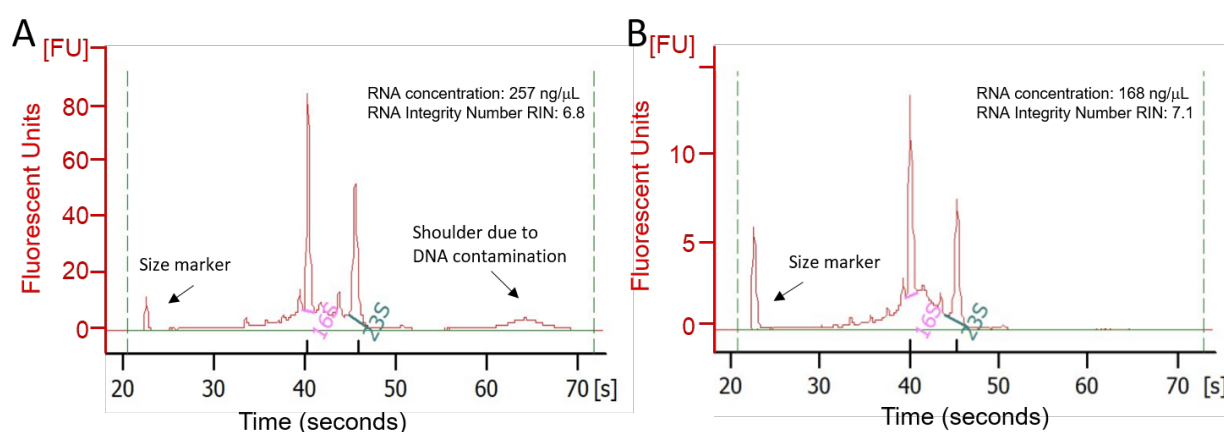 A
[FU]
RNA concentration: 257 ng/µL
RNA Integrity Number RIN: 6.8
Fluorescent Units
80
60
40
20
0
Size marker
Shoulder due to
DNA contamination
16S
23S
20
30
40
50
60
70
[s]
Time (seconds)
B
[FU]
RNA concentration: 168 ng/µL
RNA Integrity Number RIN: 7.1
Fluorescent Units
10
5
0
Size marker
16S
23S
20
30
40
50
60
70
[s]
Time (seconds)